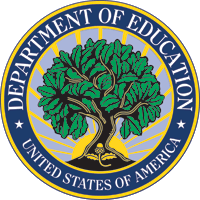 DEPARTMENT OF EDUCATION
UNITED STATES OF AMERICA